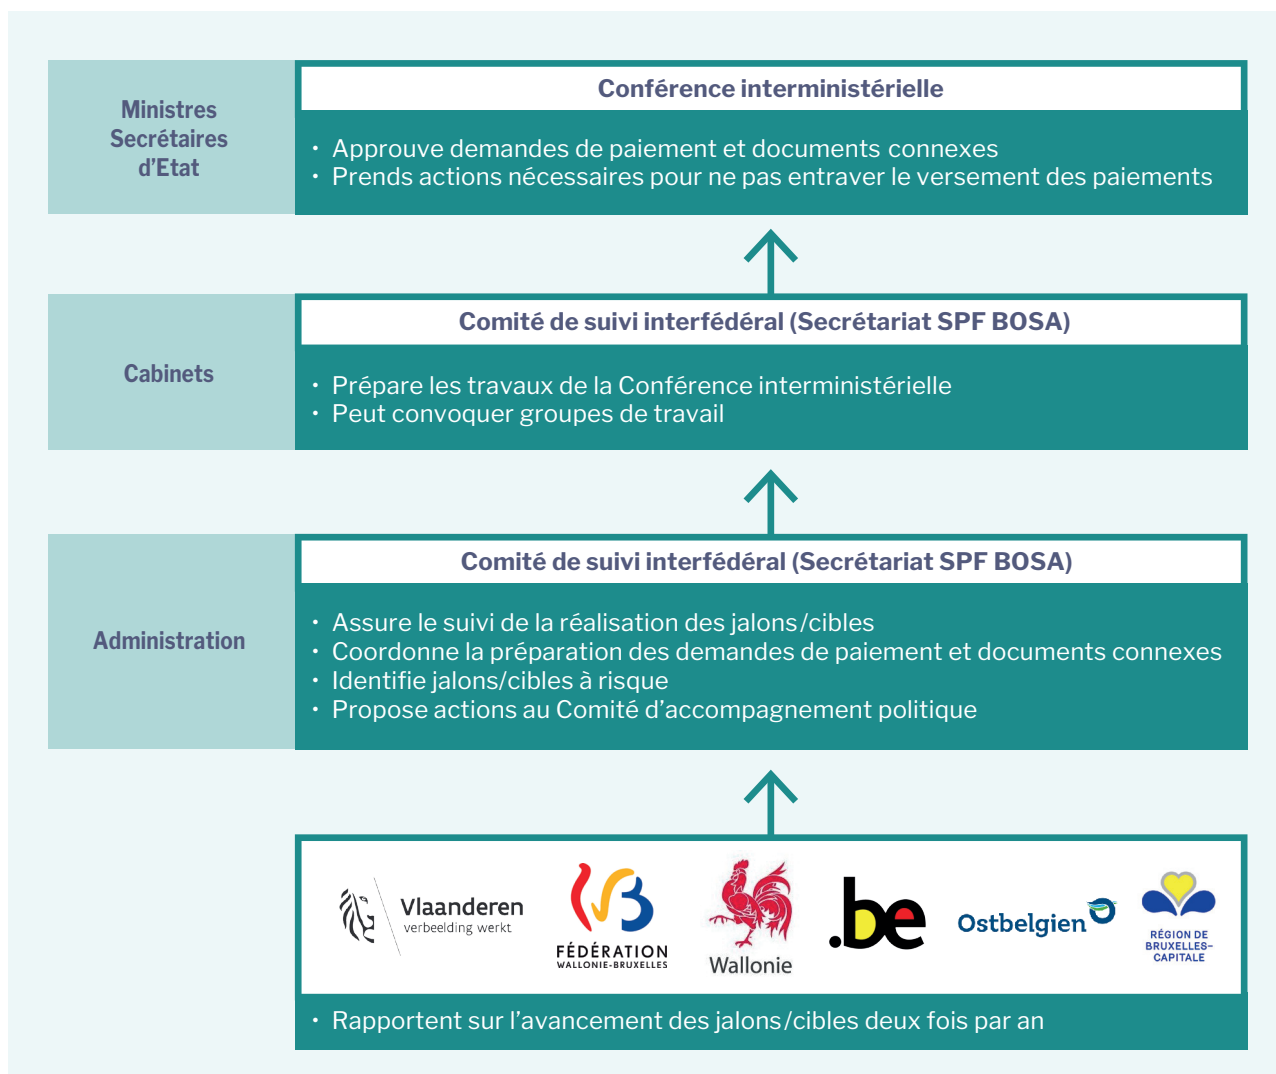 Ministres
Secrétaires
d'Etat
Conférence interministérielle
• Approuve demandes de paiement et documents connexes
• Prends actions nécessaires pour ne pas entraver le versement des paiements
Cabinets
Comité de suivi interfédéral (Secrétariat SPF BOSA)
• Prépare les travaux de la Conférence interministérielle
• Peut convoquer groupes de travail
Administration
Comité de suivi interfédéral (Secrétariat SPF BOSA)
• Assure le suivi de la réalisation des jalons/cibles
• Coordonne la préparation des demandes de paiement et documents connexes
• Identifie jalons/cibles à risque
• Propose actions au Comité d'accompagnement politique
Vlaanderen
verbeelding werkt
FÉDÉRATION
WALLONIE-BRUXELLES
Wallonie
.be
Ostbelgien
RÉGION DE
BRUXELLES-
CAPITALE
• Rapportent sur l'avancement des jalons/cibles deux fois par an